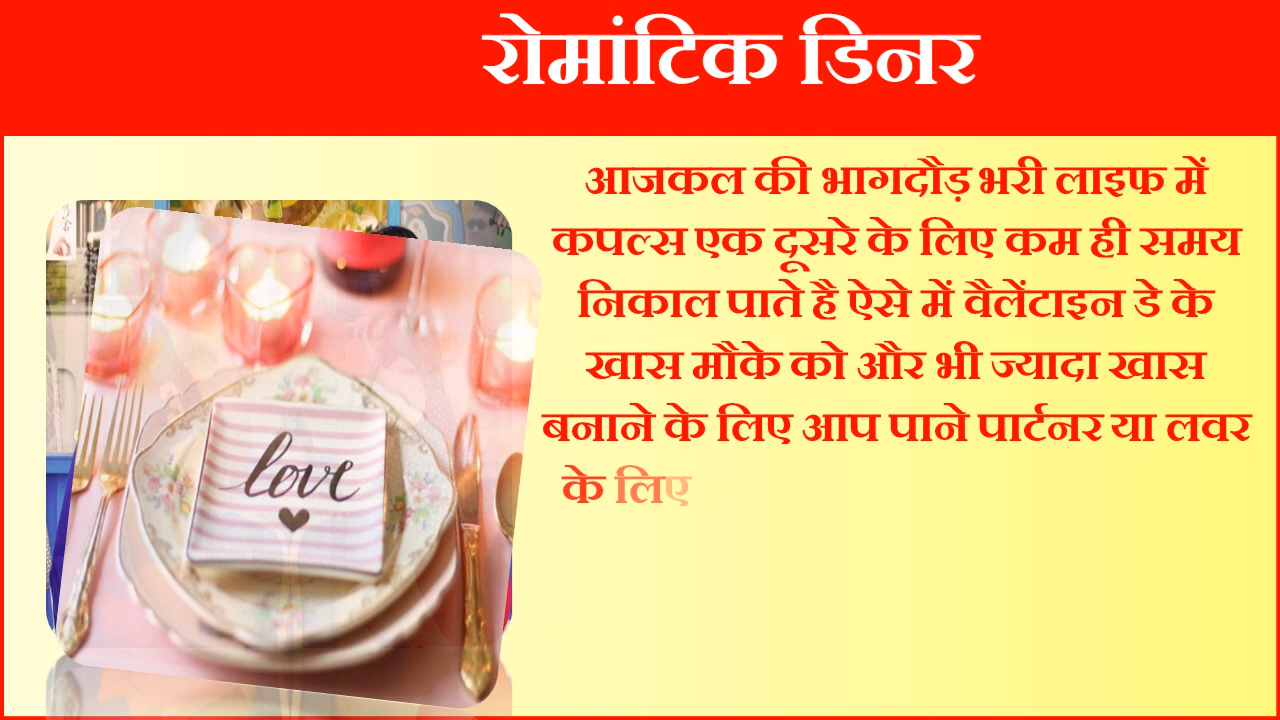 रोमांटिक डिनर
आजकल की भागदौड़ भरी लाइफ में
कपल्स एक दूसरे के लिए कम ही समय
निकाल पाते है ऐसे में वैलेंटाइन डे के
खास मौके को और भी ज्यादा खास
बनाने के लिए आप पाने पार्टनर या लवर
के लिए
love